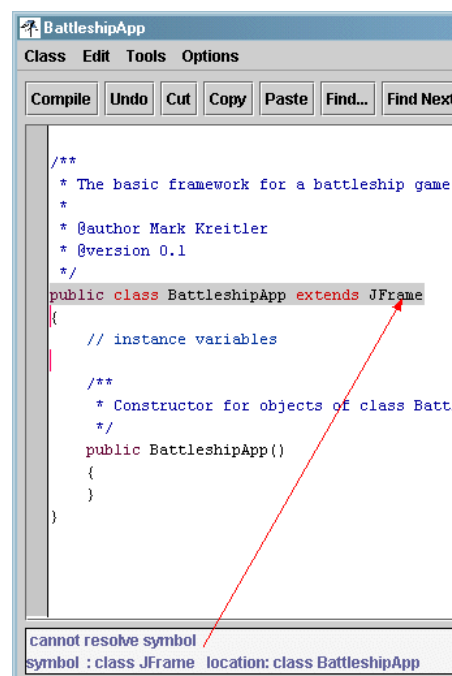 BattleshipApp
Class Edit Tools Options
Compile Undo Cut Copy Paste Find... Find Next
/**
* The basic framework for a battleship game
*
* @author Mark Kreitler
* @version 0.1
*/
public class BattleshipApp extends JFrame
{
// instance variables
/**
* Constructor for objects of class Batt
*/
public BattleshipApp()
{
}
}
cannot resolve symbol
symbol : class JFrame location: class BattleshipApp